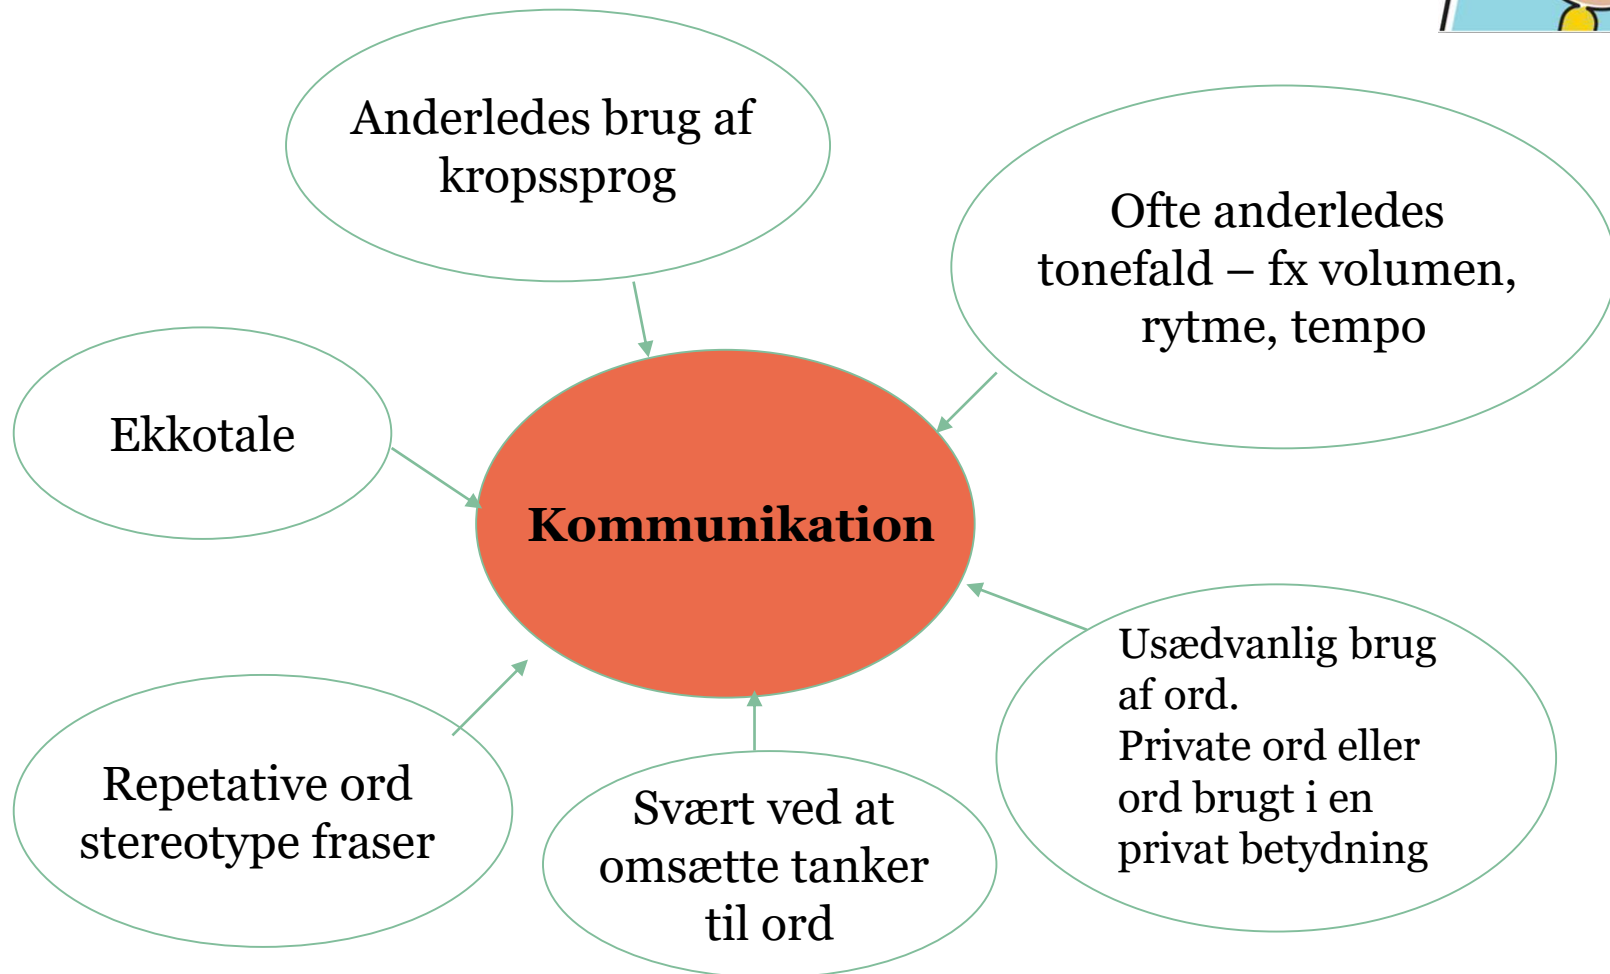 Anderledes brug af
kropssprog
Ofte anderledes
tonefald – fx volumen,
rytme, tempo
Ekkotale
Kommunikation
Usædvanlig brug
af ord.
Private ord eller
ord brugt i en
privat betydning
Repetative ord
stereotype fraser
Svært ved at
omsætte tanker
til ord